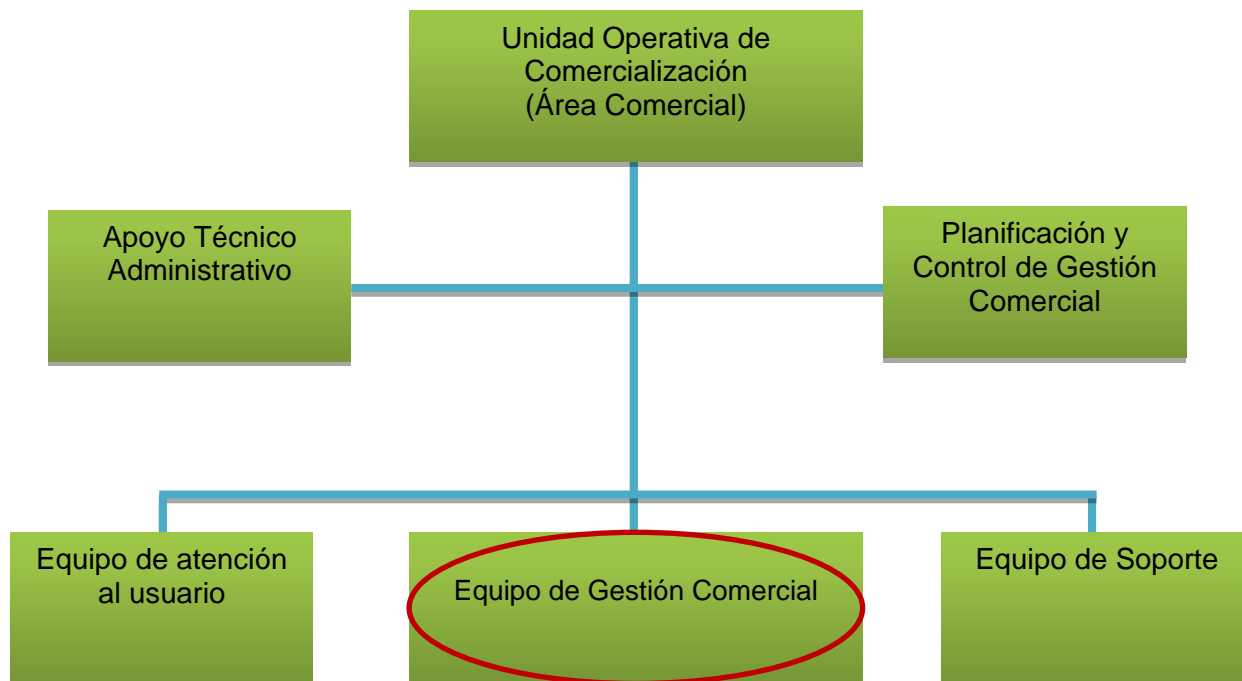 Unidad Operativa de
Comercialización
(Área Comercial)
Apoyo Técnico
Administrativo
Planificación y
Control de Gestión
Comercial
Equipo de atención
al usuario
Equipo de Gestión Comercial
Equipo de Soporte